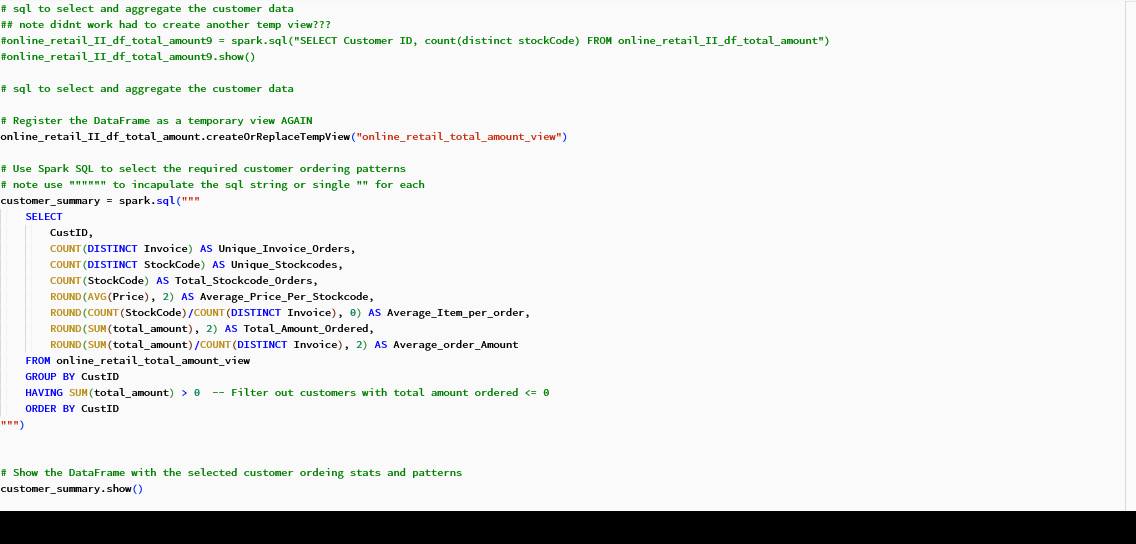 # sql to select and aggregate the customer data
## note didnt work had to create another temp view???
#online_retail_II_df_total_amount9 = spark.sql("SELECT Customer ID, count(distinct stockCode) FROM online_retail_II_df_total_amount")
#online_retail_II_df_total_amount9.show()
# sql to select and aggregate the customer data
# Register the DataFrame as a temporary view AGAIN
online_retail_II_df_total_amount.createOrReplaceTempView("online_retail_total_amount_view")
# Use Spark SQL to select the required customer ordering patterns
# note use """""" to incapulate the sql string or single "" for each
customer_summary = spark.sql("""
SELECT
CustID,
COUNT(DISTINCT Invoice) AS Unique_Invoice_Orders,
COUNT(DISTINCT StockCode) AS Unique_Stockcodes,
COUNT(StockCode) AS Total_Stockcode_Orders,
ROUND(AVG(Price), 2) AS Average_Price_Per_Stockcode,
ROUND(COUNT(StockCode)/COUNT(DISTINCT Invoice), 0) AS Average_Item_per_order,
ROUND(SUM(total_amount), 2) AS Total_Amount_Ordered,
ROUND(SUM(total_amount)/COUNT(DISTINCT Invoice), 2) AS Average_order_Amount
FROM online_retail_total_amount_view
GROUP BY CustID
HAVING SUM(total_amount) > 0  -- Filter out customers with total amount ordered <= 0
ORDER BY CustID
""")
# Show the DataFrame with the selected customer ordeing stats and patterns
customer_summary.show()